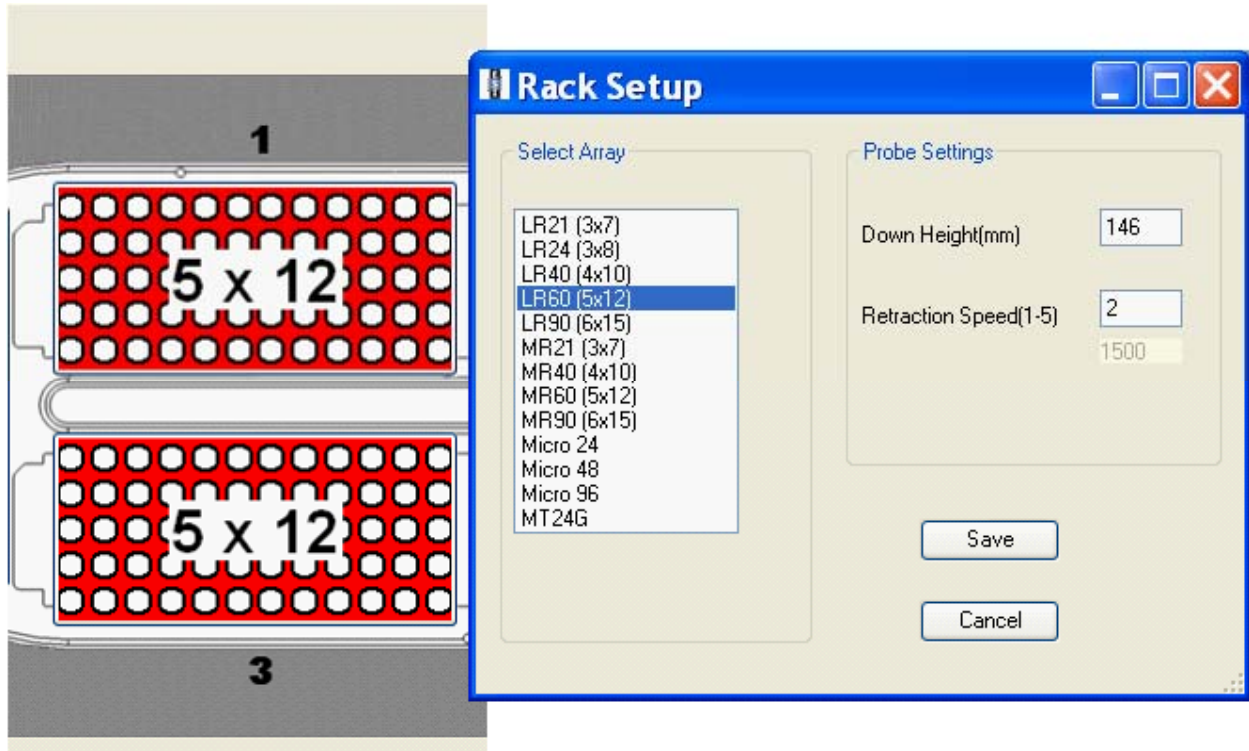 1
5 x 12
5 x 12
3
Rack Setup
Select Array
LR21 (3x7)
LR24 (3x8)
LR40 (4x10)
LR60 (5x12)
LR90 (6x15)
MR21 (3x7)
MR40 (4x10)
MR60 (5x12)
MR90 (6x15)
Micro 24
Micro 48
Micro 96
MT24G
Probe Settings
Down Height(mm) 146
Retraction Speed(1-5) 2
1500
Save
Cancel